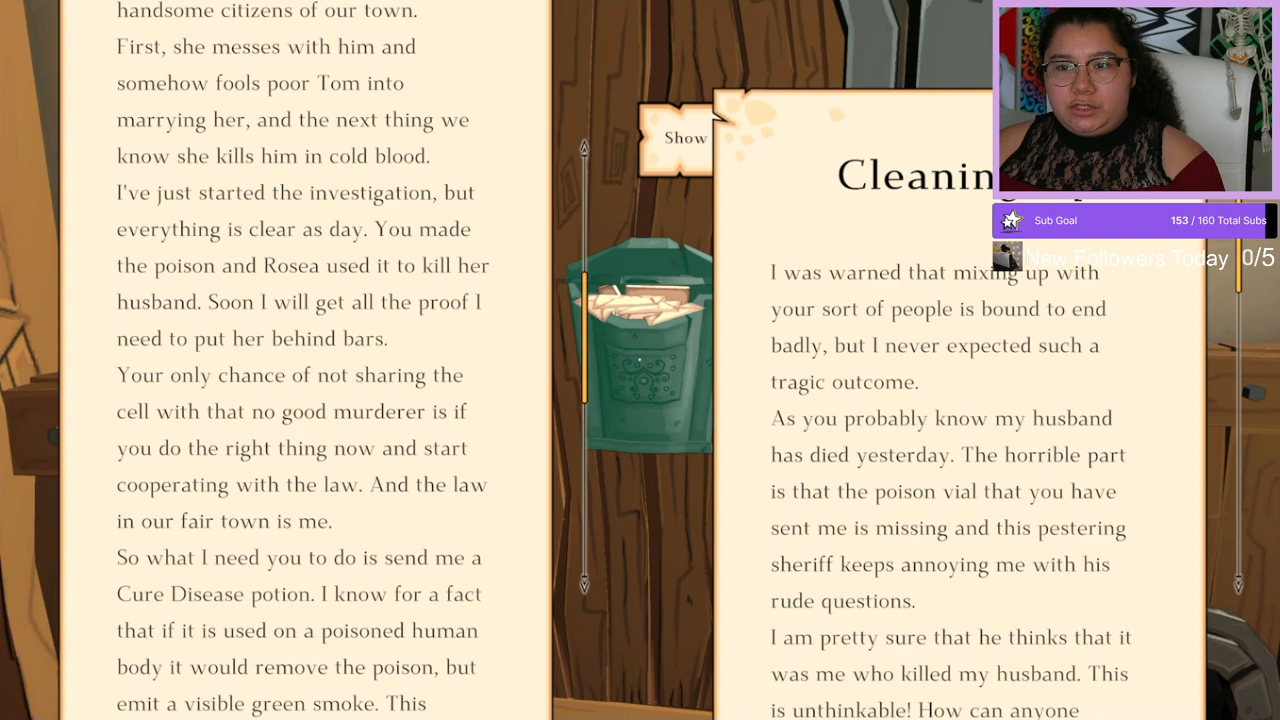 handsome citizens of our town.
First, she messes with him and
somehow fools poor Tom into
marrying her, and the next thing we
know she kills him in cold blood.
I've just started the investigation, but
everything is clear as day. You made
the poison and Rosea used it to kill her
husband. Soon I will get all the proof I
need to put her behind bars.
Your only chance of not sharing the
cell with that no good murderer is if
you do the right thing now and start
cooperating with the law. And the law
in our fair town is me.
So what I need you to do is send me a
Cure Disease potion. I know for a fact
that if it is used on a poisoned human
body it would remove the poison, but
emit a visible green smoke. This
Show
Cleanin
I was warned that mixing up with
your sort of people is bound to end
badly, but I never expected such a
tragic outcome.
As you probably know my husband
has died yesterday. The horrible part
is that the poison vial that you have
sent me is missing and this pestering
sheriff keeps annoying me with his
rude questions.
I am pretty sure that he thinks that it
was me who killed my husband. This
is unthinkable! How can anyone
Sub Goal 153 / 160 Total Subs
New Followers Today 0/5